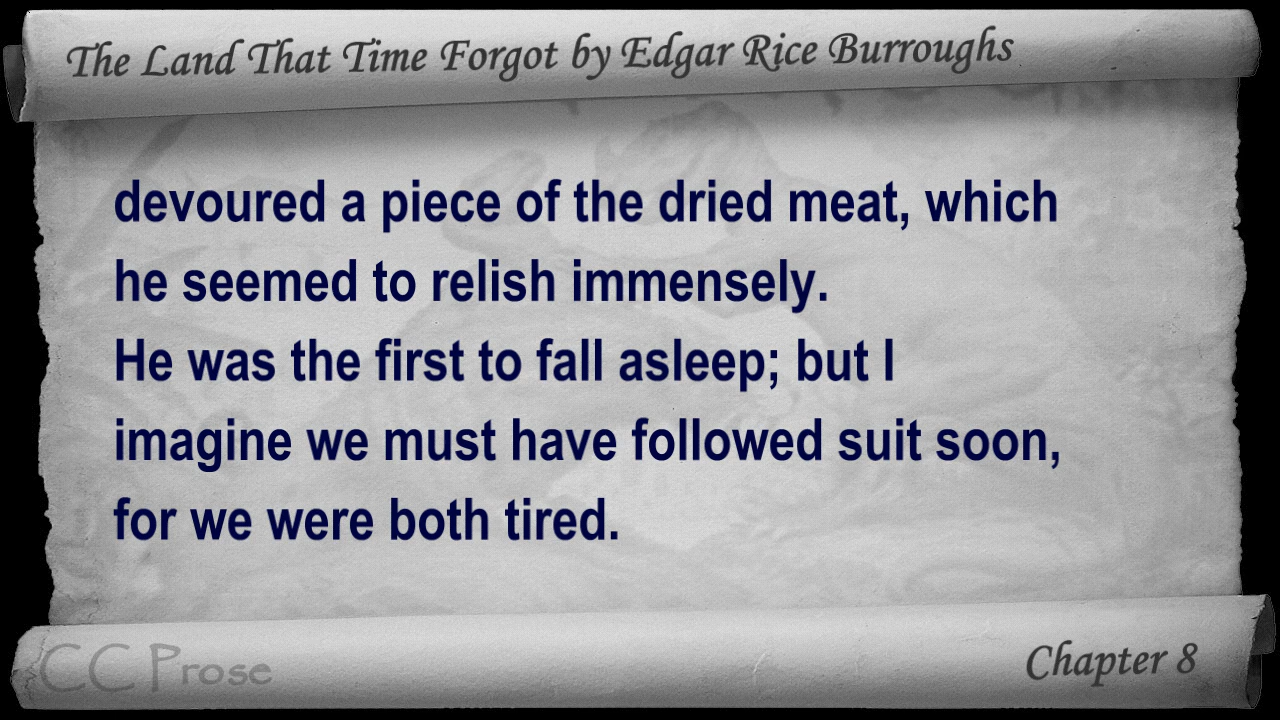 The Land That Time Forgot by Edgar Rice Burroughs
devoured a piece of the dried meat, which
he seemed to relish immensely.
He was the first to fall asleep; but I
imagine we must have followed suit soon,
for we were both tired.
CC Prose
Chapter 8